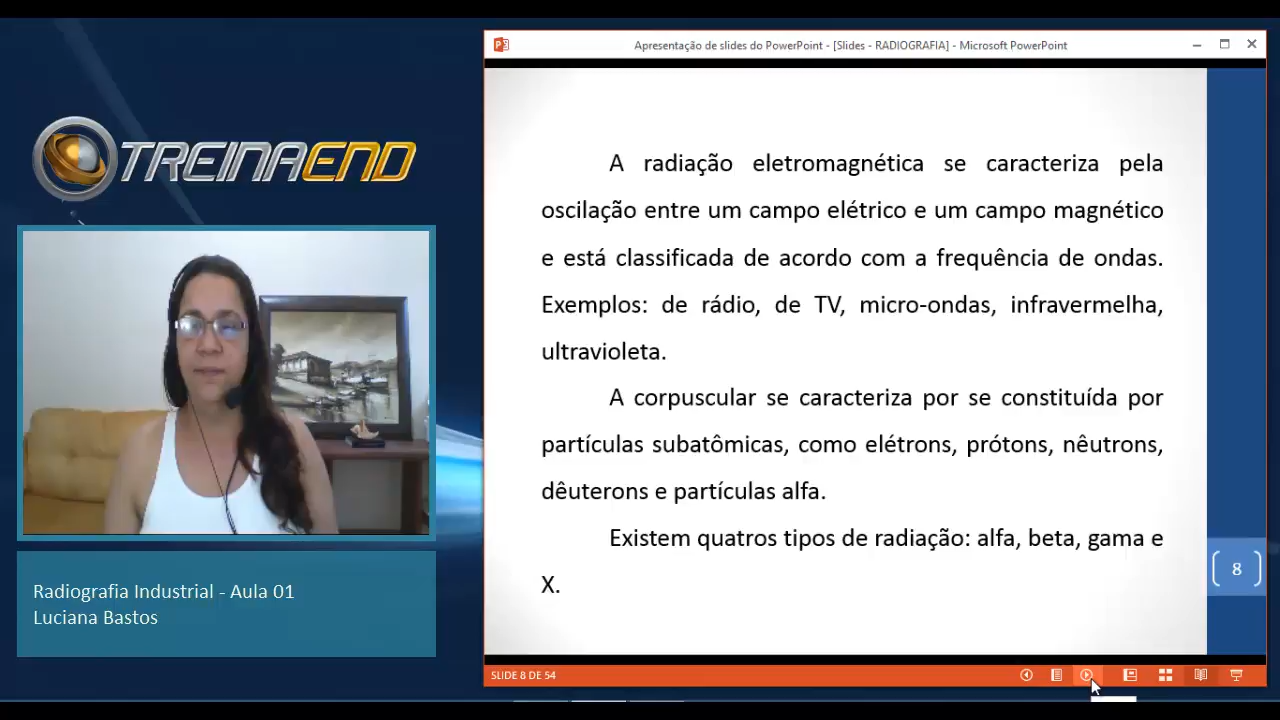 Apresentação de slides do PowerPoint - [Slides - RADIOGRAFIA] - Microsoft PowerPoint
TREINAEND
A radiação eletromagnética se caracteriza pela
oscilação entre um campo elétrico e um campo magnético
e está classificada de acordo com a frequência de ondas.
Exemplos: de rádio, de TV, micro-ondas, infravermelha,
ultravioleta.
A corpuscular se caracteriza por se constituída por
partículas subatômicas, como elétrons, prótons, nêutrons,
dêuterons e partículas alfa.
Existem quatros tipos de radiação: alfa, beta, gama e
X.
8
Radiografia Industrial - Aula 01
Luciana Bastos
SLIDE 8 DE 54